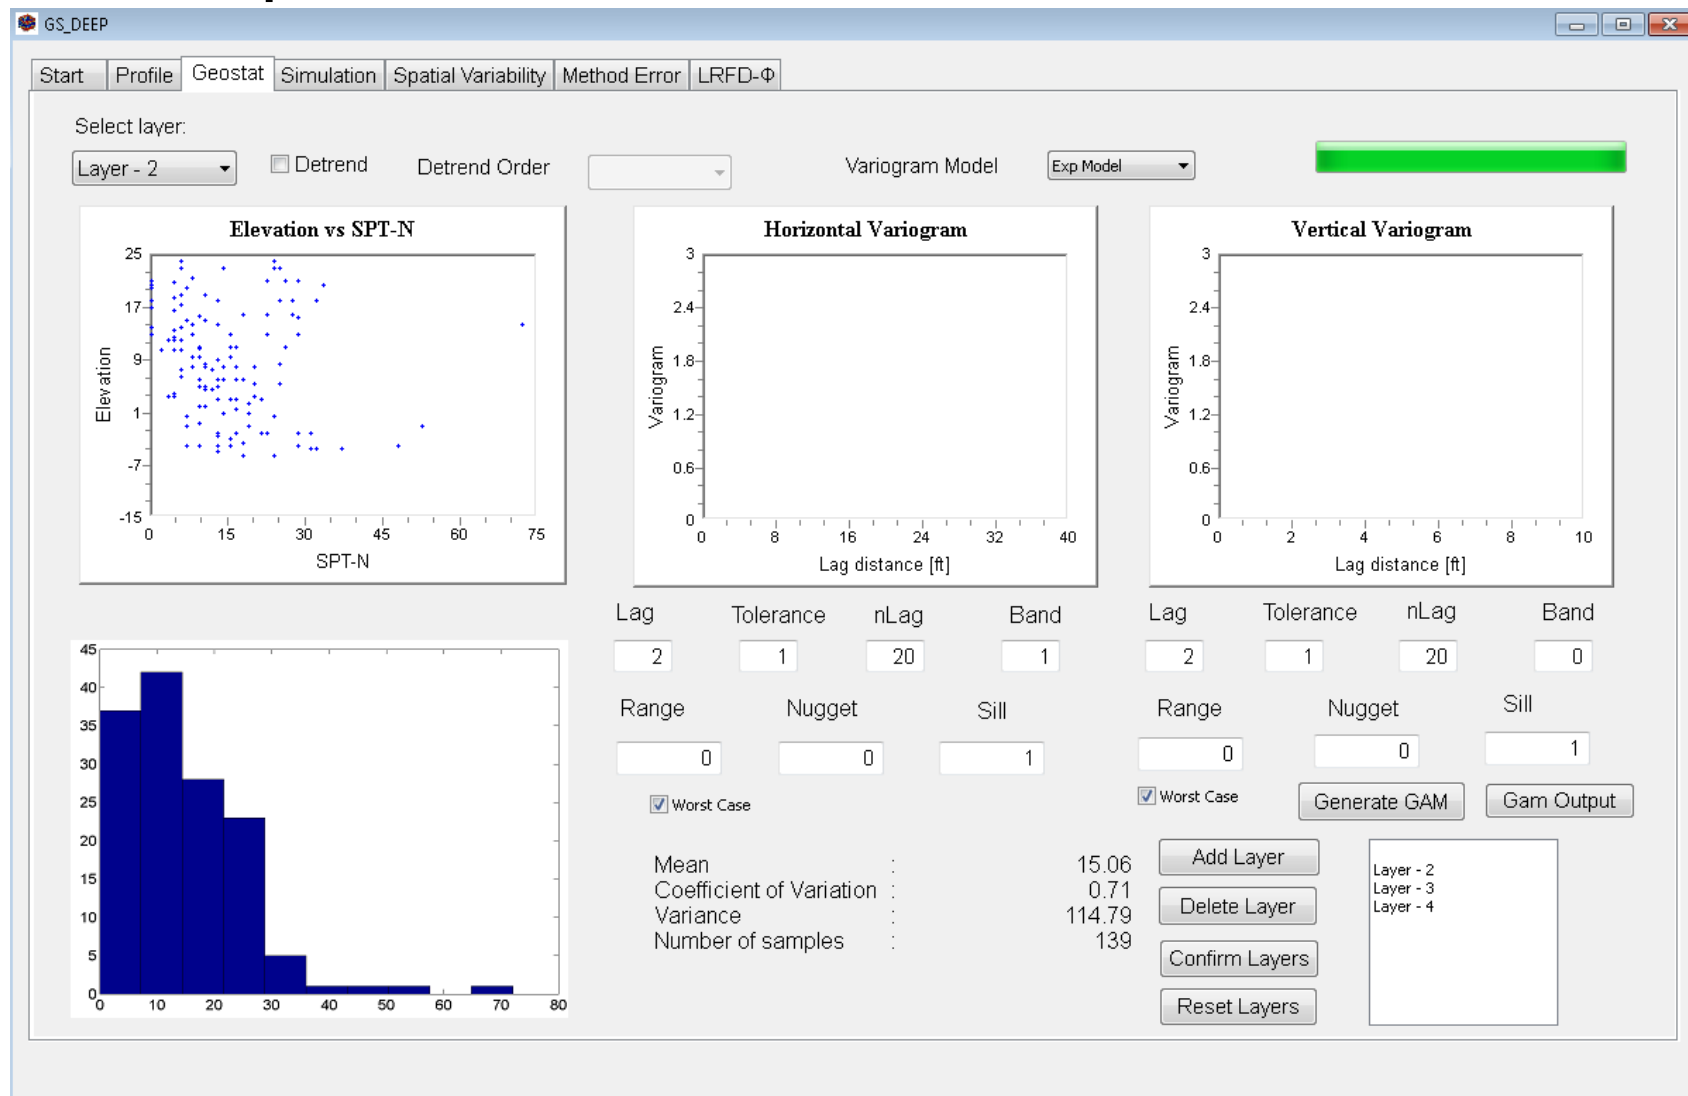 GS_DEEP
Start Profile Geostat Simulation Spatial Variability Method Error LRFD-Φ
Select layer:
Layer - 2 Detrend Detrend Order Variogram Model Exp Model
Elevation vs SPT-N
25
17
9
1
-7
-15
Elevation
0 15 30 45 60 75
SPT-N
Horizontal Variogram
3
2.4
1.8
1.2
0.6
0
Variogram
0 8 16 24 32 40
Lag distance [ft]
Vertical Variogram
3
2.4
1.8
1.2
0.6
0
Variogram
0 2 4 6 8 10
Lag distance [ft]
45
40
35
30
25
20
15
10
5
0
0 10 20 30 40 50 60 70 80
Lag Tolerance nLag Band
2 1 20 1
Range Nugget Sill
0 0 1
Worst Case
Lag Tolerance nLag Band
2 1 20 0
Range Nugget Sill
0 0 1
Worst Case Generate GAM Gam Output
Mean : 15.06
Coefficient of Variation : 0.71
Variance : 114.79
Number of samples : 139
Add Layer
Delete Layer
Confirm Layers
Reset Layers
Layer - 2
Layer - 3
Layer - 4